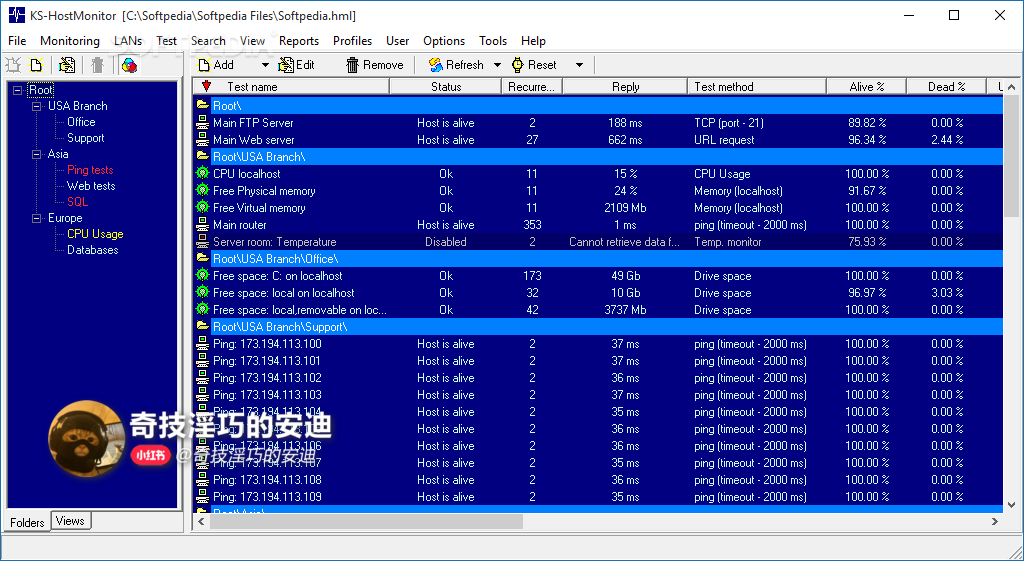 KS-HostMonitor [C:\Softpedia\Softpedia Files\Softpedia.hml]
File Monitoring LANs Test Search View Reports Profiles User Options Tools Help
Add Edit Remove Refresh Reset
Root
USA Branch
Office
Support
Asia
Ping tests
Web tests
SQL
Europe
CPU Usage
Databases
Folders Views
Test name Status Recurre... Reply Test method Alive % Dead %
Root\
Main FTP Server Host is alive 2 188 ms TCP (port - 21) 89.82 % 0.00 %
Main Web server Host is alive 27 662 ms URL request 96.34 % 2.44 %
Root\USA Branch\
CPU localhost Ok 11 15 % CPU Usage 100.00 % 0.00 %
Free Physical memory Ok 11 24 % Memory (localhost) 91.67 % 0.00 %
Free Virtual memory Ok 11 2109 Mb Memory (localhost) 100.00 % 0.00 %
Main router Host is alive 353 1 ms ping (timeout - 2000 ms) 100.00 % 0.00 %
Server room: Temperature Disabled 2 Cannot retrieve data f... Temp. monitor 75.93 % 0.00 %
Root\USA Branch\Office\
Free space: C: on localhost Ok 173 49 Gb Drive space 100.00 % 0.00 %
Free space: local on localhost Ok 32 10 Gb Drive space 96.97 % 3.03 %
Free space: local,removable on loc... Ok 42 3737 Mb Drive space 100.00 % 0.00 %
Root\USA Branch\Support\
Ping: 173.194.113.100 Host is alive 2 37 ms ping (timeout - 2000 ms) 100.00 % 0.00 %
Ping: 173.194.113.101 Host is alive 2 37 ms ping (timeout - 2000 ms) 100.00 % 0.00 %
Ping: 173.194.113.102 Host is alive 2 36 ms ping (timeout - 2000 ms) 100.00 % 0.00 %
Ping: 173.194.113.103 Host is alive 2 37 ms ping (timeout - 2000 ms) 100.00 % 0.00 %
Ping: 173.194.113.104 Host is alive 2 35 ms ping (timeout - 2000 ms) 100.00 % 0.00 %
Host is alive 2 36 ms ping (timeout - 2000 ms) 100.00 % 0.00 %
Ping: 173.194.113.106 Host is alive 2 36 ms ping (timeout - 2000 ms) 100.00 % 0.00 %
Ping: 173.194.113.107 Host is alive 2 35 ms ping (timeout - 2000 ms) 100.00 % 0.00 %
Ping: 173.194.113.108 Host is alive 2 36 ms ping (timeout - 2000 ms) 100.00 % 0.00 %
Ping: 173.194.113.109 Host is alive 2 35 ms ping (timeout - 2000 ms) 100.00 % 0.00 %
Root\Asia\
奇技淫巧的安迪
小红书 @奇技淫巧的安迪